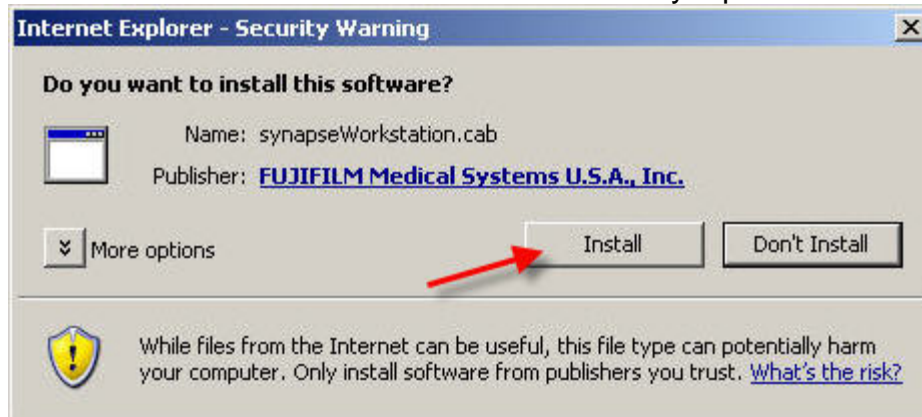 Internet Explorer - Security Warning
Do you want to install this software?
Name: synapseWorkstation.cab
Publisher: FUJIFILM Medical Systems U.S.A., Inc.
More options
Install
Don't Install
While files from the Internet can be useful, this file type can potentially harm
your computer. Only install software from publishers you trust. What's the risk?